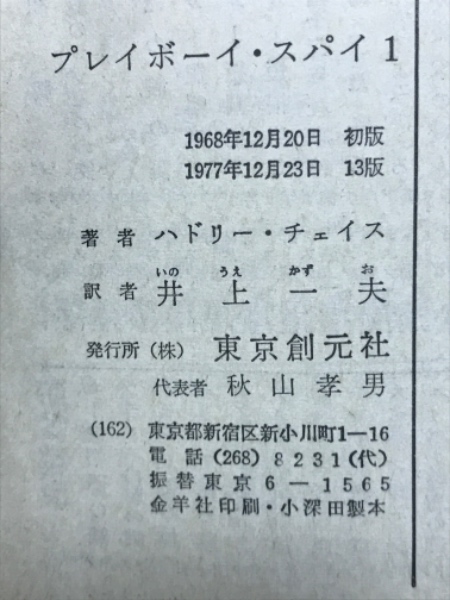 プレイボーイ・スパイ 1
1968年12月20日 初版
1977年12月23日 13版
著者 ハドリー・チェイス
いの うえ かず お
訳者 井上一夫
発行所 (株) 東京創元社
代表者 秋山孝男
(162) 東京都新宿区新小川町1―16
電話 (268) 8231(代)
振替東京6―1565
金羊社印刷・小深田製本